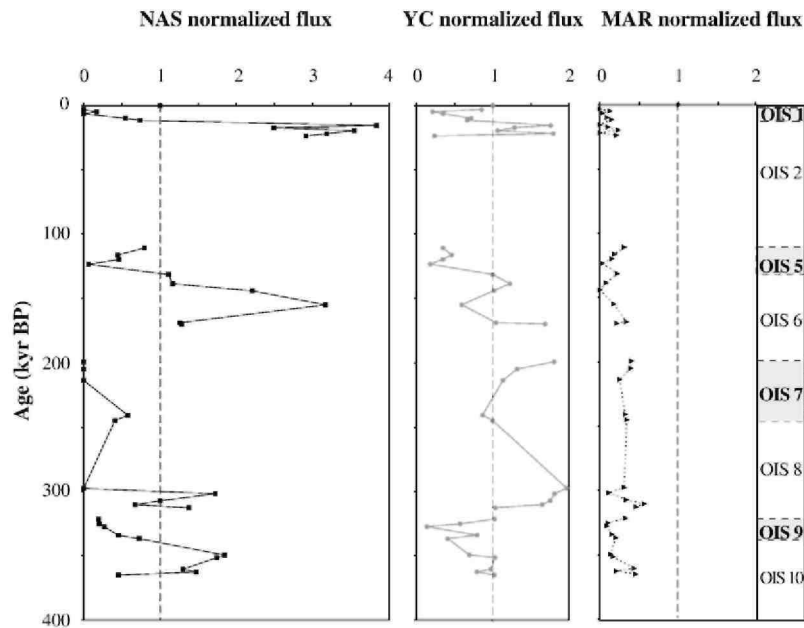 NAS normalized flux YC normalized flux MAR normalized flux
0 1 2 3 4 0 1 2 0 1 2
0
100
200
300
400
Age (kyr BP)
OIS 1
OIS 2
OIS 5
OIS 6
OIS 7
OIS 8
OIS 9
OIS 10